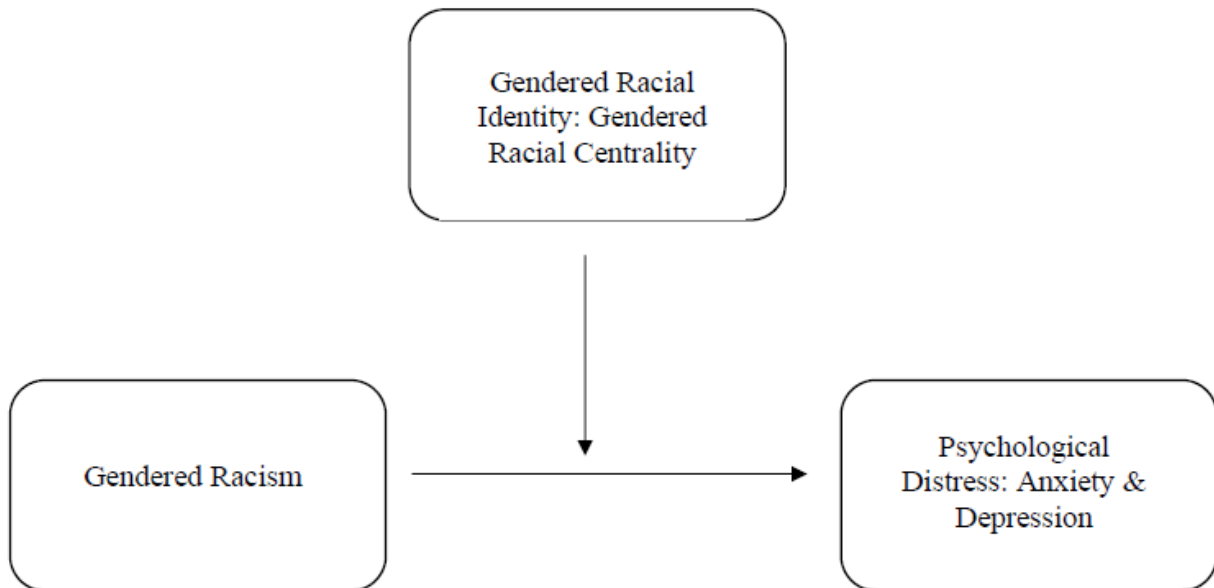 Gendered Racial
Identity: Gendered
Racial Centrality
Gendered Racism
Psychological
Distress: Anxiety &
Depression